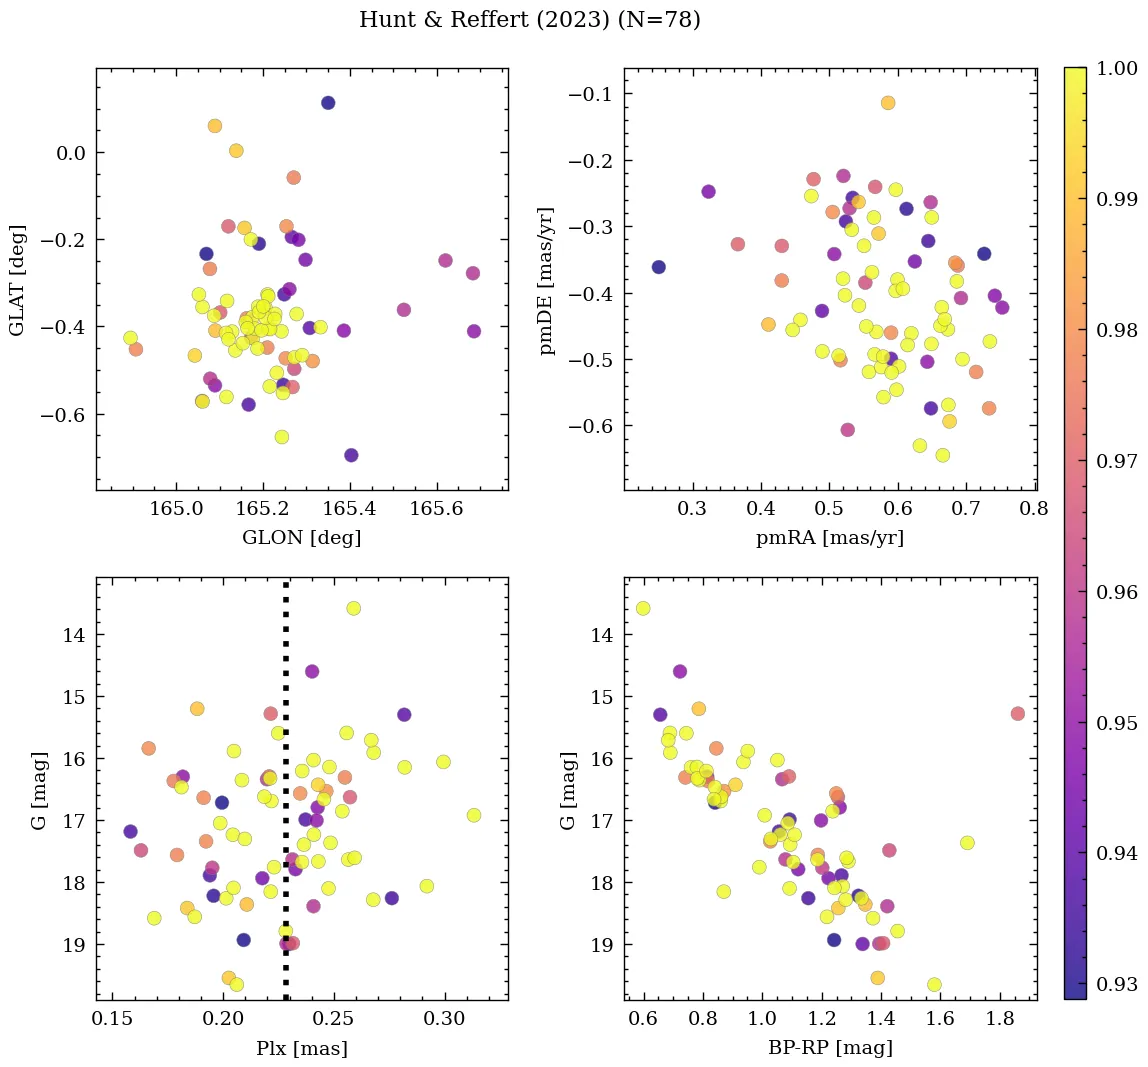 Hunt & Reffert (2023) (N=78)
0.0
−0.2
−0.4
−0.6
GLAT [deg]
165.0 165.2 165.4 165.6
GLON [deg]
−0.1
−0.2
−0.3
−0.4
−0.5
−0.6
pmDE [mas/yr]
0.3 0.4 0.5 0.6 0.7 0.8
pmRA [mas/yr]
14
15
16
17
18
19
G [mag]
0.15 0.20 0.25 0.30
Plx [mas]
14
15
16
17
18
19
G [mag]
0.6 0.8 1.0 1.2 1.4 1.6 1.8
BP-RP [mag]
1.00
0.99
0.98
0.97
0.96
0.95
0.94
0.93